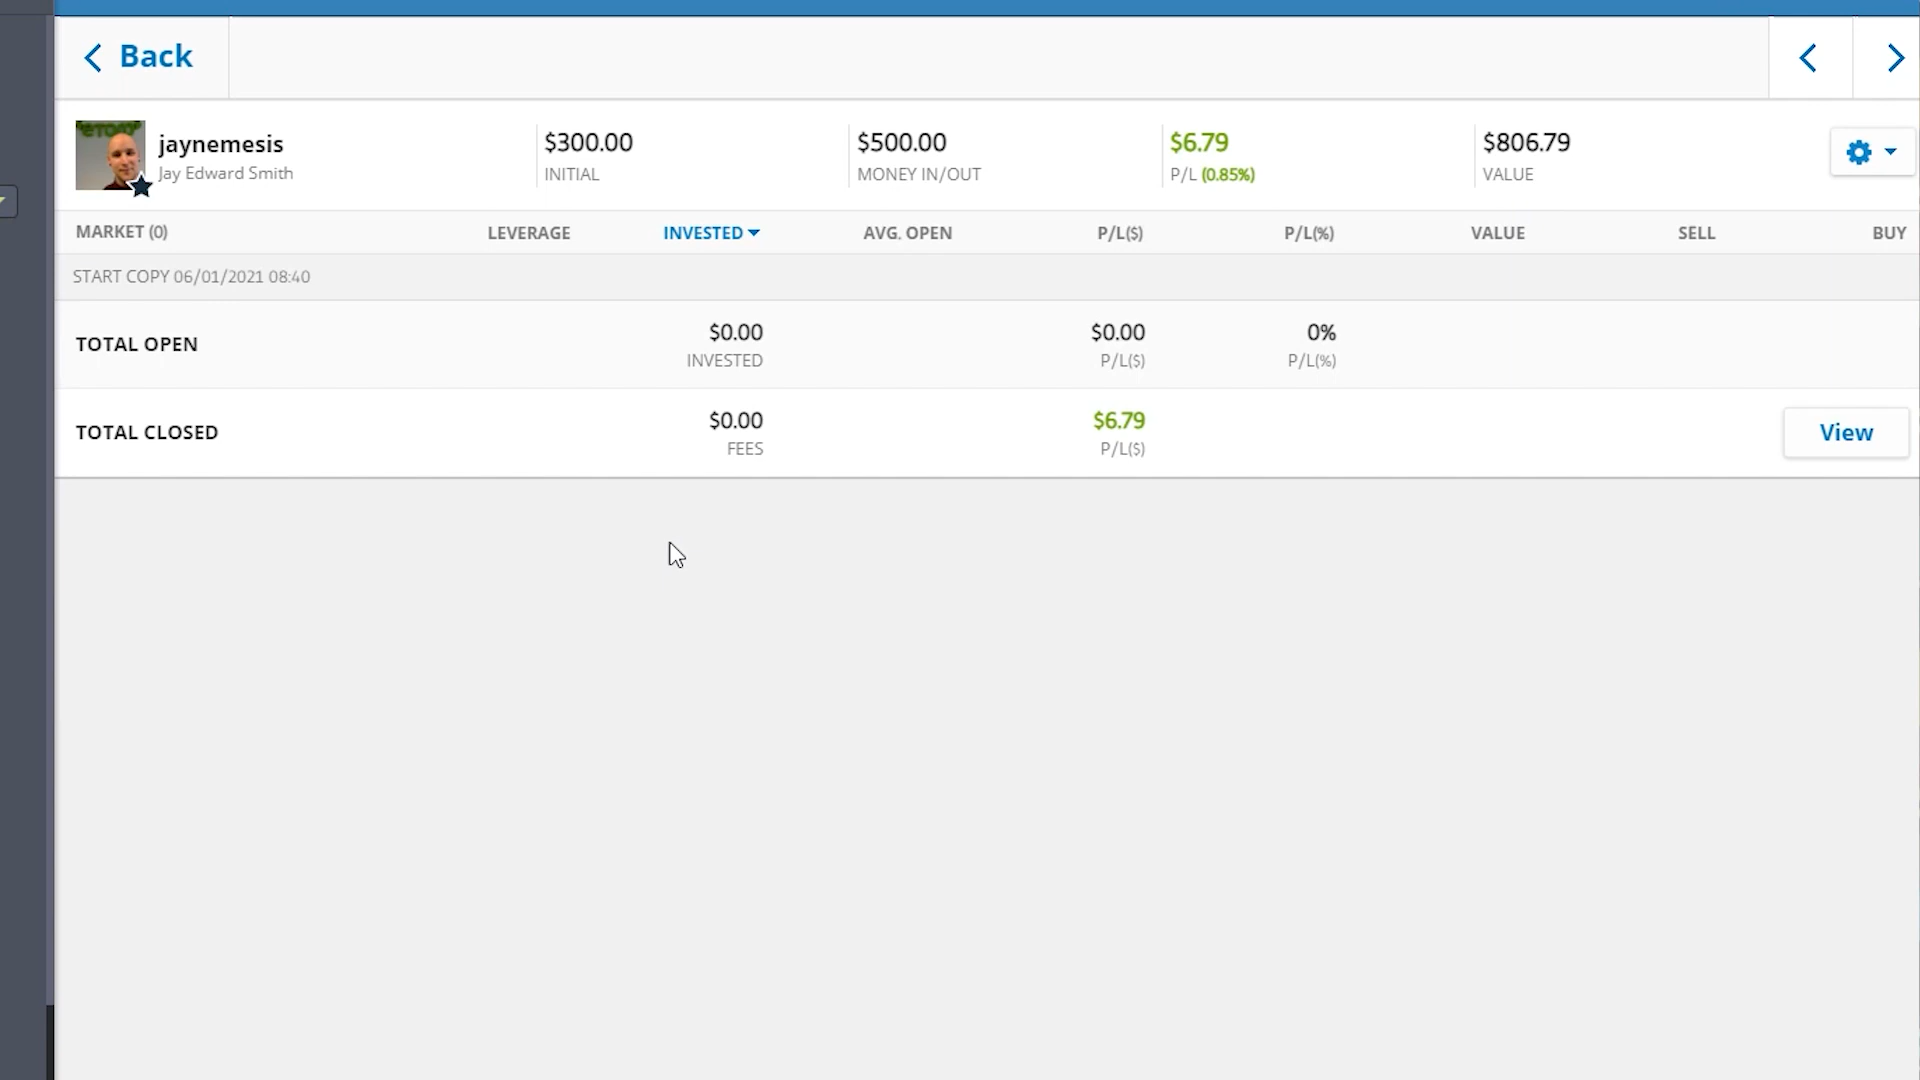 Back
eTORO
jaynemesis
Jay Edward Smith
$300.00
INITIAL
$500.00
MONEY IN/OUT
$6.79
P/L (0.85%)
$806.79
VALUE
MARKET (0) LEVERAGE INVESTED AVG. OPEN P/L($) P/L(%) VALUE SELL BUY
START COPY 06/01/2021 08:40
TOTAL OPEN
$0.00
INVESTED
$0.00
P/L($)
0%
P/L(%)
TOTAL CLOSED
$0.00
FEES
$6.79
P/L($)
View